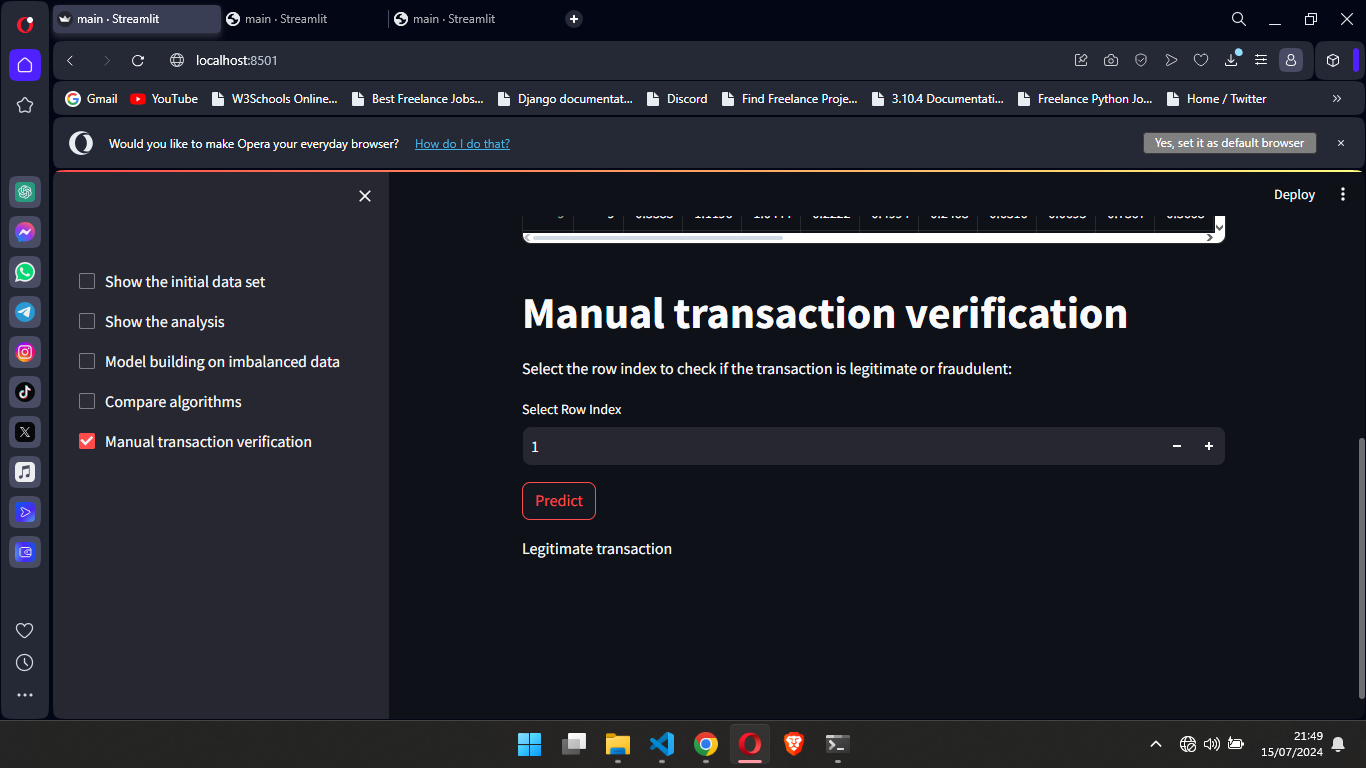 main · Streamlit
main · Streamlit
main · Streamlit
localhost:8501
Gmail
YouTube
W3Schools Online...
Best Freelance Jobs...
Django documentat...
Discord
Find Freelance Proje...
3.10.4 Documentati...
Freelance Python Jo...
Home / Twitter
Would you like to make Opera your everyday browser?
How do I do that?
Yes, set it as default browser
Deploy
Show the initial data set
Show the analysis
Model building on imbalanced data
Compare algorithms
Manual transaction verification
Manual transaction verification
Select the row index to check if the transaction is legitimate or fraudulent:
Select Row Index
1
Predict
Legitimate transaction
21:49
15/07/2024